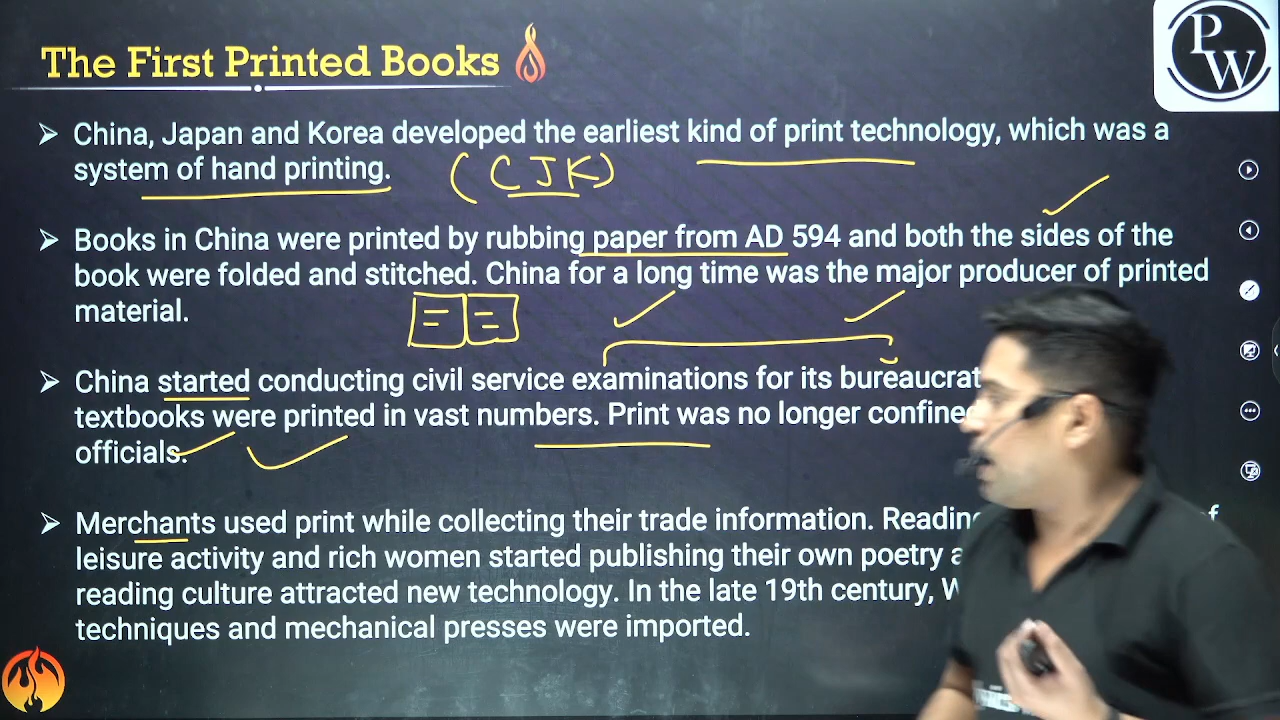 The First Printed Books
PW
➤ China, Japan and Korea developed the earliest kind of print technology, which was a
system of hand printing.
(CJK)
➤ Books in China were printed by rubbing paper from AD 594 and both the sides of the
book were folded and stitched. China for a long time was the major producer of printed
material.
➤ China started conducting civil service examinations for its
textbooks were printed in vast numbers. Print was no longer
officials.
➤ Merchants used print while collecting their trade information. of
leisure activity and rich women started publishing their own poetry
reading culture attracted new technology. In the late 19th century,
techniques and mechanical presses were imported.